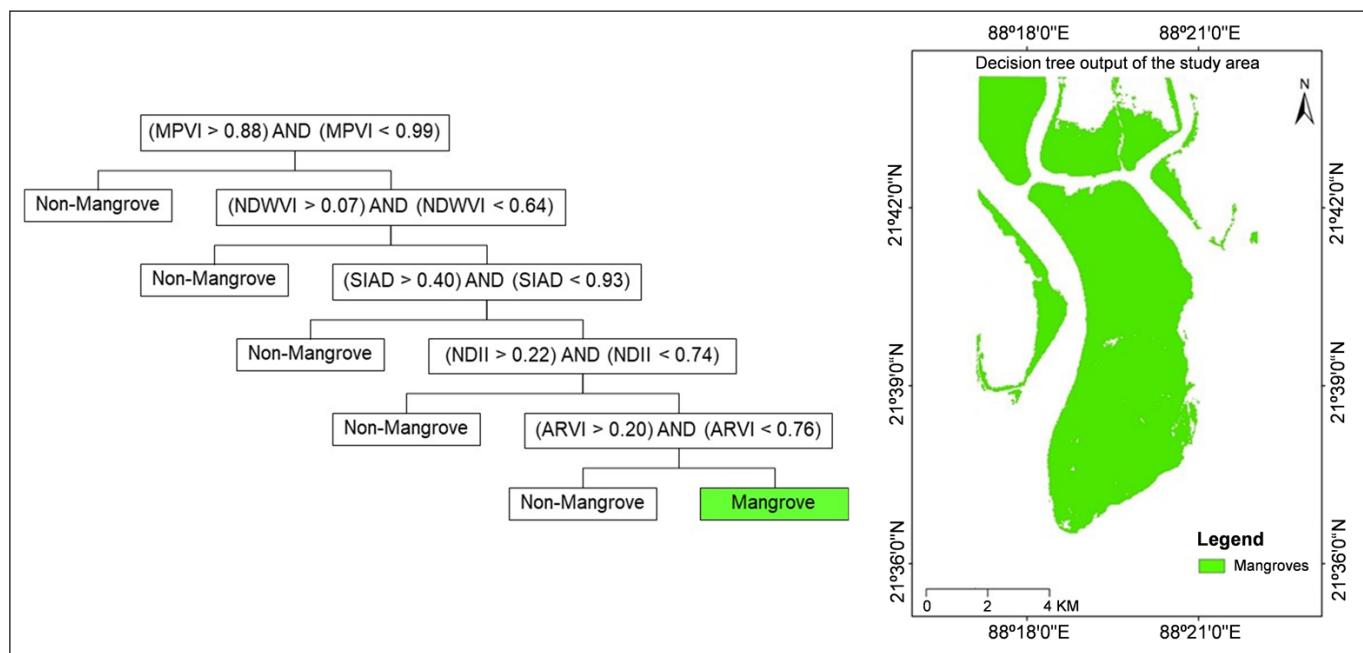 (MPVI > 0.88) AND (MPVI < 0.99)
Non-Mangrove
(NDWVI > 0.07) AND (NDWVI < 0.64)
Non-Mangrove
(SIAD > 0.40) AND (SIAD < 0.93)
Non-Mangrove
(NDII > 0.22) AND (NDII < 0.74)
Non-Mangrove
(ARVI > 0.20) AND (ARVI < 0.76)
Non-Mangrove
Mangrove
88º18'0"E
88º21'0"E
Decision tree output of the study area
N
21º42'0"N
21º42'0"N
21º39'0"N
21º39'0"N
21º36'0"N
21º36'0"N
Legend
Mangroves
0 2 4 KM
88º18'0"E
88º21'0"E